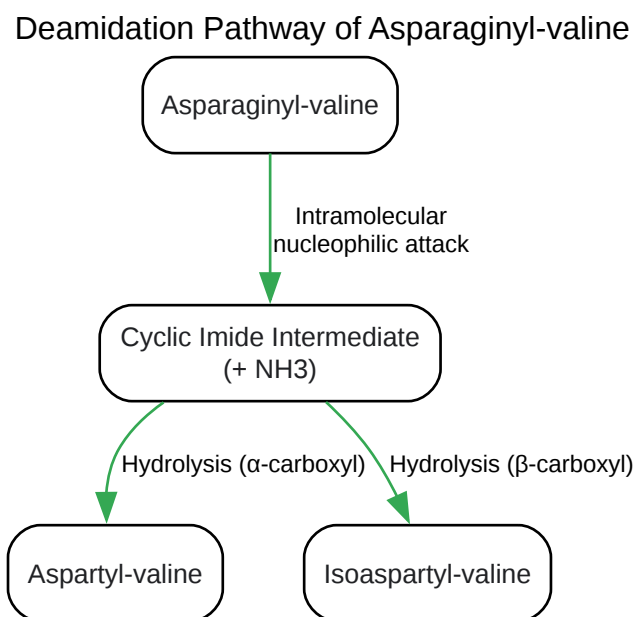 Deamidation Pathway of Asparaginyl-valine
Asparaginyl-valine
Intramolecular
nucleophilic attack
Cyclic Imide Intermediate
(+ NH3)
Hydrolysis (α-carboxyl)
Hydrolysis (β-carboxyl)
Aspartyl-valine
Isoaspartyl-valine